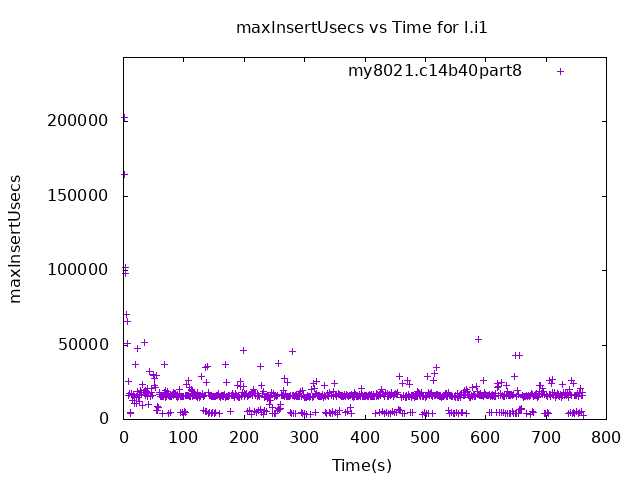 maxInsertUsecs vs Time for l.i1
my8021.c14b40part8
maxInsertUsecs
200000
150000
100000
50000
0
0 100 200 300 400 500 600 700 800
Time(s)